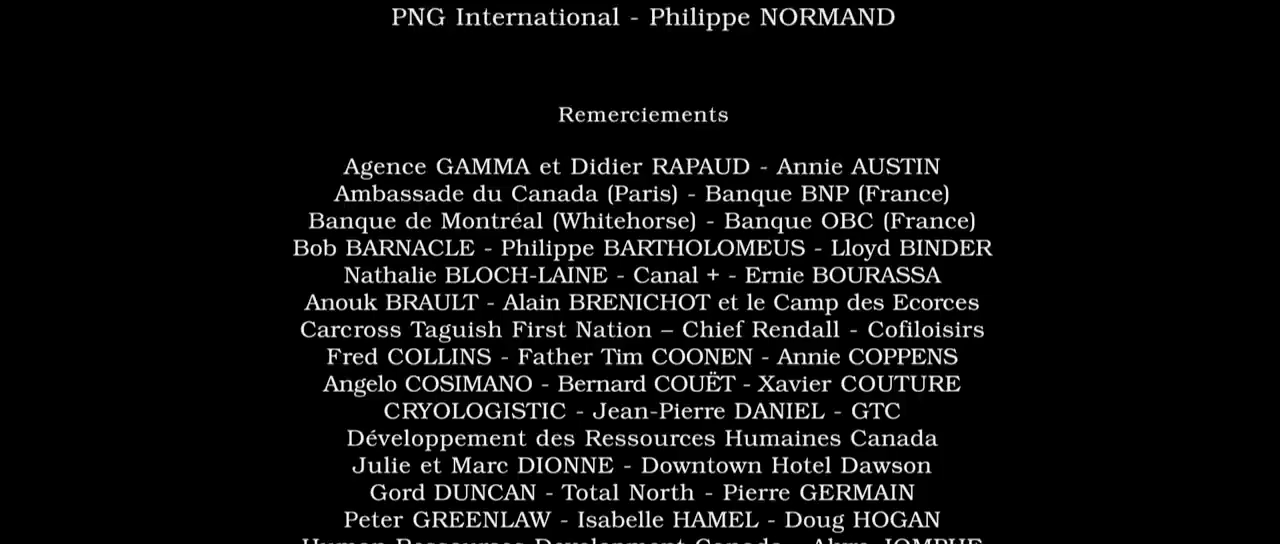 PNG International - Philippe NORMAND
Remerciements
Agence GAMMA et Didier RAPAUD - Annie AUSTIN
Ambassade du Canada (Paris) - Banque BNP (France)
Banque de Montréal (Whitehorse) - Banque OBC (France)
Bob BARNACLE - Philippe BARTHOLOMEUS - Lloyd BINDER
Nathalie BLOCH-LAINE - Canal + - Ernie BOURASSA
Anouk BRAULT - Alain BRENICHOT et le Camp des Ecorces
Carcross Taguish First Nation – Chief Rendall - Cofiloisirs
Fred COLLINS - Father Tim COONEN - Annie COPPENS
Angelo COSIMANO - Bernard COUËT - Xavier COUTURE
CRYOLOGISTIC - Jean-Pierre DANIEL - GTC
Développement des Ressources Humaines Canada
Julie et Marc DIONNE - Downtown Hotel Dawson
Gord DUNCAN - Total North - Pierre GERMAIN
Peter GREENLAW - Isabelle HAMEL - Doug HOGAN